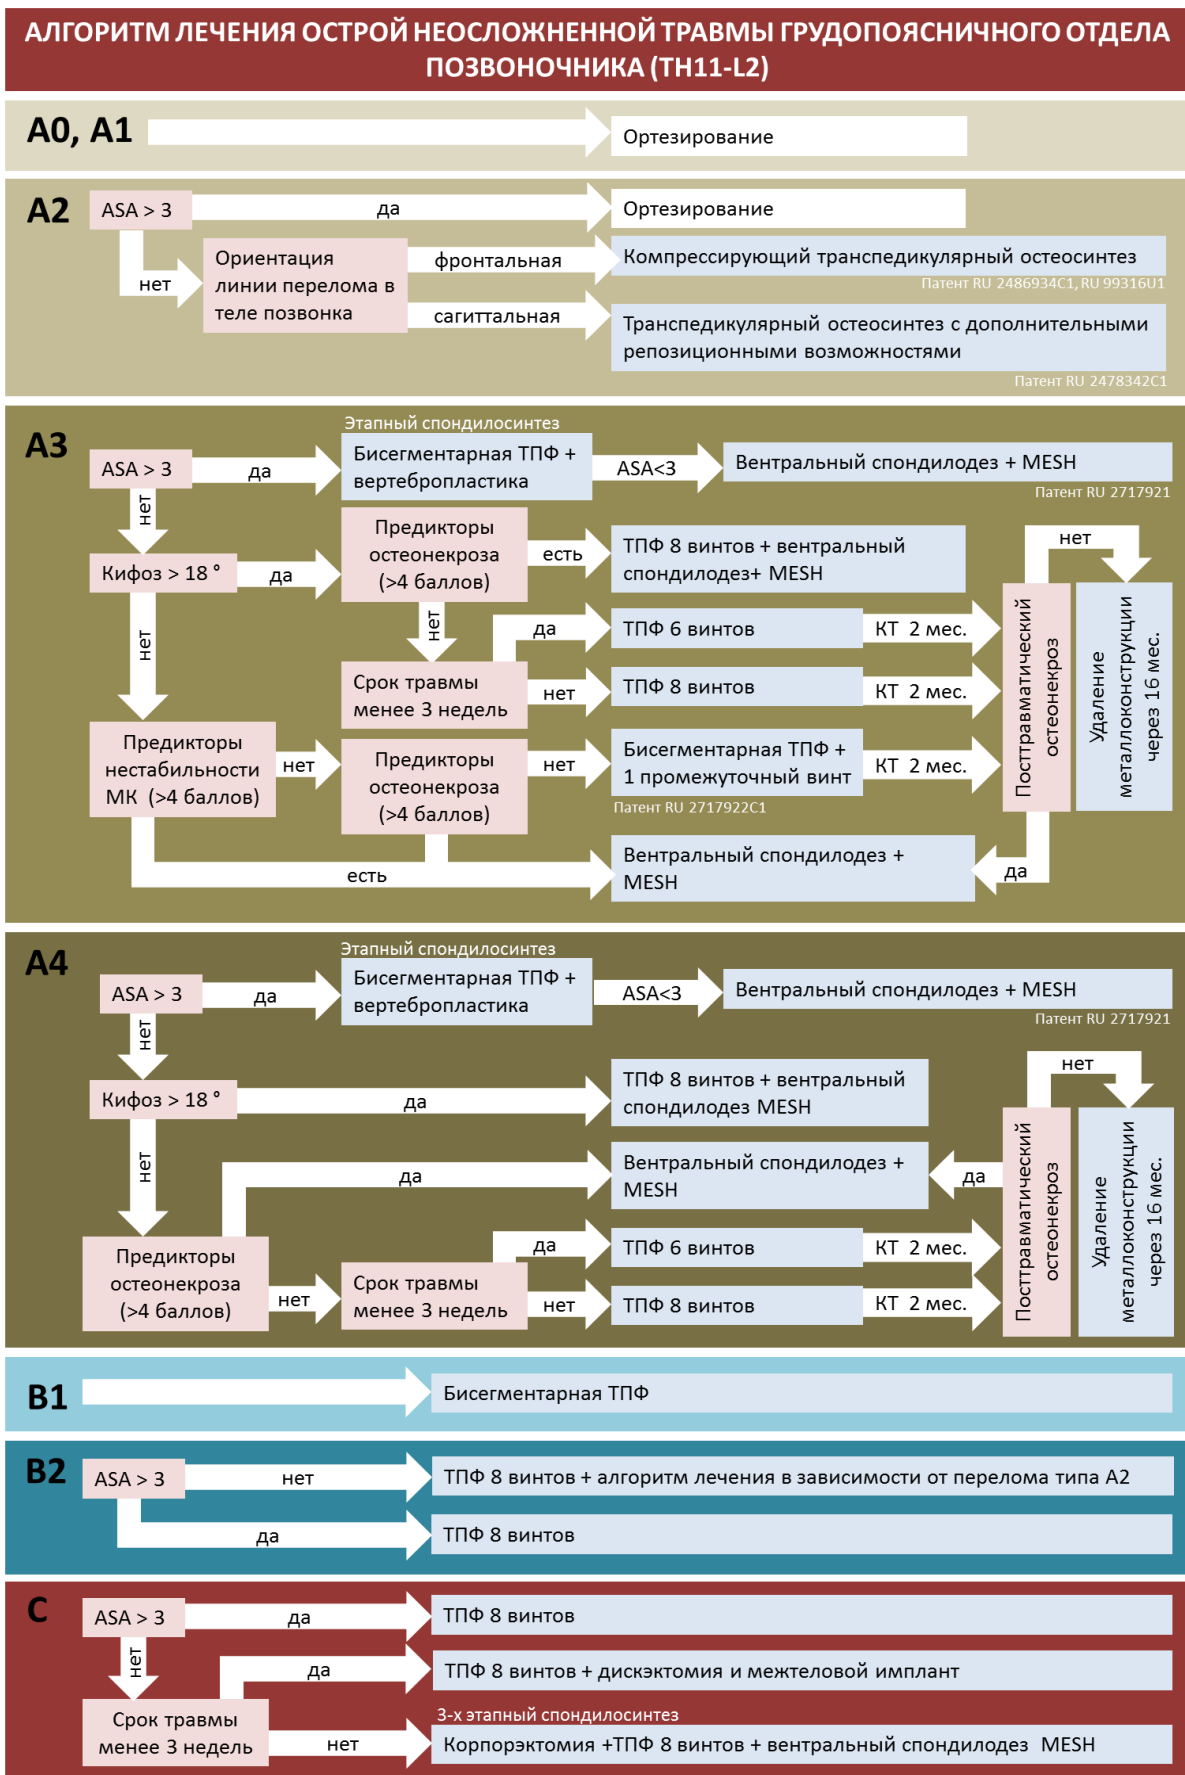 АЛГОРИТМ ЛЕЧЕНИЯ ОСТРОЙ НЕОСЛОЖНЕННОЙ ТРАВМЫ ГРУДОПОЯСНИЧНОГО ОТДЕЛА
ПОЗВОНОЧНИКА (TH11-L2)
A0, A1
Ортезирование
A2
ASA > 3
да
Ортезирование
нет
Ориентация
линии перелома в
теле позвонка
фронтальная
Компрессирующий транспедикулярный остеосинтез
Патент RU 2486934C1, RU 99316U1
сагиттальная
Транспедикулярный остеосинтез с дополнительными
репозиционными возможностями
Патент RU 2478342C1
A3
ASA > 3
да
Этапный спондилосинтез
Бисегментарная ТПФ +
вертебропластика
ASA<3
Вентральный спондилодез + MESH
Патент RU 2717921
нет
Кифоз > 18 °
да
Предикторы
остеонекроза
(>4 баллов)
есть
ТПФ 8 винтов + вентральный
спондилодез+ MESH
нет
Срок травмы
менее 3 недель
да
ТПФ 6 винтов
КТ 2 мес.
нет
ТПФ 8 винтов
КТ 2 мес.
нет
Предикторы
нестабильности
МК (>4 баллов)
нет
Предикторы
остеонекроза
(>4 баллов)
нет
Бисегментарная ТПФ +
1 промежуточный винт
Патент RU 2717922C1
КТ 2 мес.
есть
Вентральный спондилодез +
MESH
да
Посттравматический
остеонекроз
нет
Удаление
металлоконструкции
через 16 мес.
A4
ASA > 3
да
Этапный спондилосинтез
Бисегментарная ТПФ +
вертебропластика
ASA<3
Вентральный спондилодез + MESH
Патент RU 2717921
нет
Кифоз > 18 °
да
ТПФ 8 винтов + вентральный
спондилодез MESH
нет
Предикторы
остеонекроза
(>4 баллов)
да
Вентральный спондилодез +
MESH
да
нет
Срок травмы
менее 3 недель
да
ТПФ 6 винтов
КТ 2 мес.
нет
ТПФ 8 винтов
КТ 2 мес.
Посттравматический
остеонекроз
нет
Удаление
металлоконструкции
через 16 мес.
B1
Бисегментарная ТПФ
B2
ASA > 3
нет
ТПФ 8 винтов + алгоритм лечения в зависимости от перелома типа А2
да
ТПФ 8 винтов
C
ASA > 3
да
ТПФ 8 винтов
нет
Срок травмы
менее 3 недель
да
ТПФ 8 винтов + дискэктомия и межтеловой имплант
нет
3-х этапный спондилосинтез
Корпорэктомия +ТПФ 8 винтов + вентральный спондилодез MESH